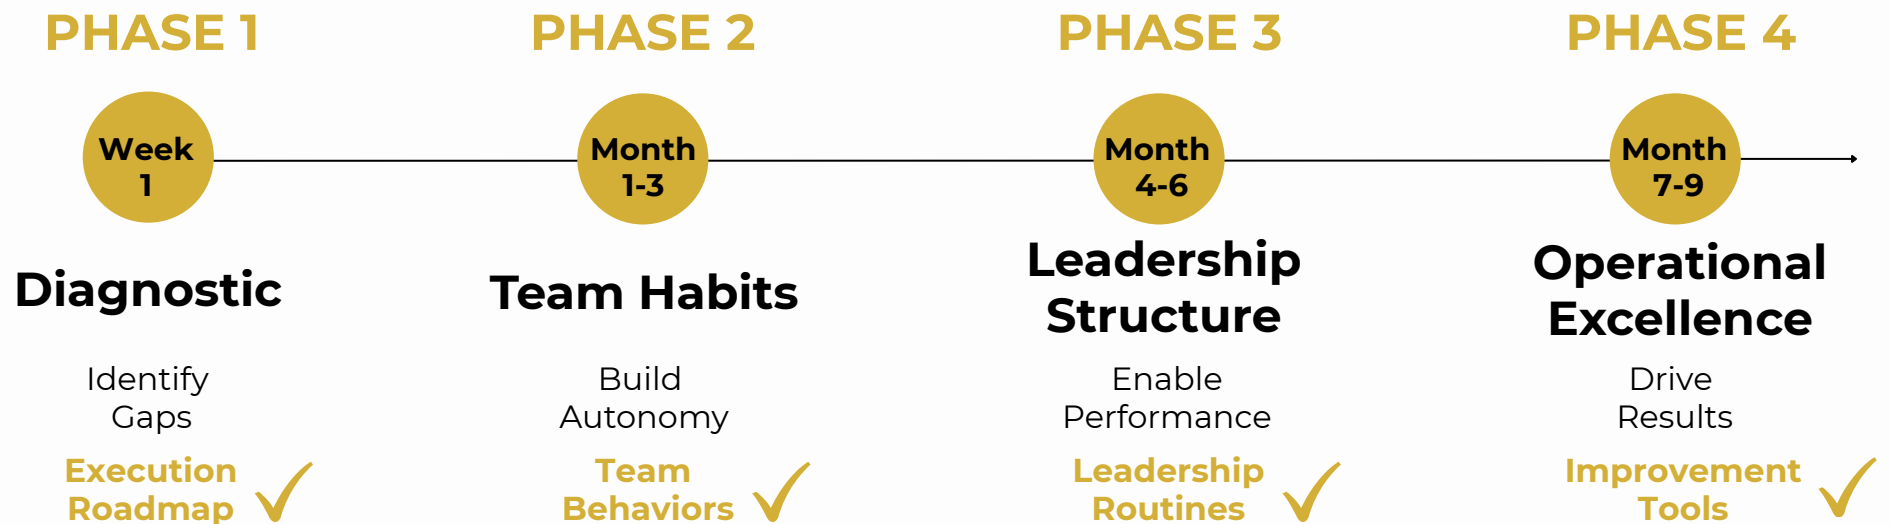 PHASE 1
PHASE 2
PHASE 3
PHASE 4
Week
1
Month
1-3
Month
4-6
Month
7-9
Diagnostic
Team Habits
Leadership
Structure
Operational
Excellence
Identify
Gaps
Build
Autonomy
Enable
Performance
Drive
Results
Execution
Roadmap
Team
Behaviors
Leadership
Routines
Improvement
Tools